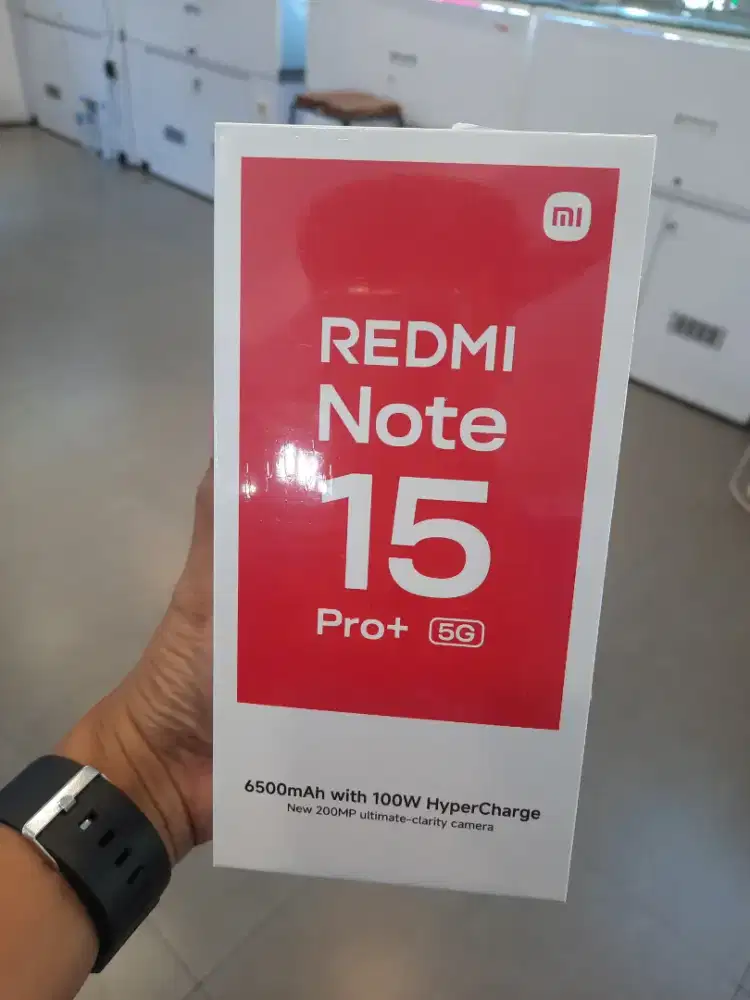 mi
REDMI
Note
15
Pro+ 5G
6500mAh with 100W HyperCharge
New 200MP ultimate-clarity camera